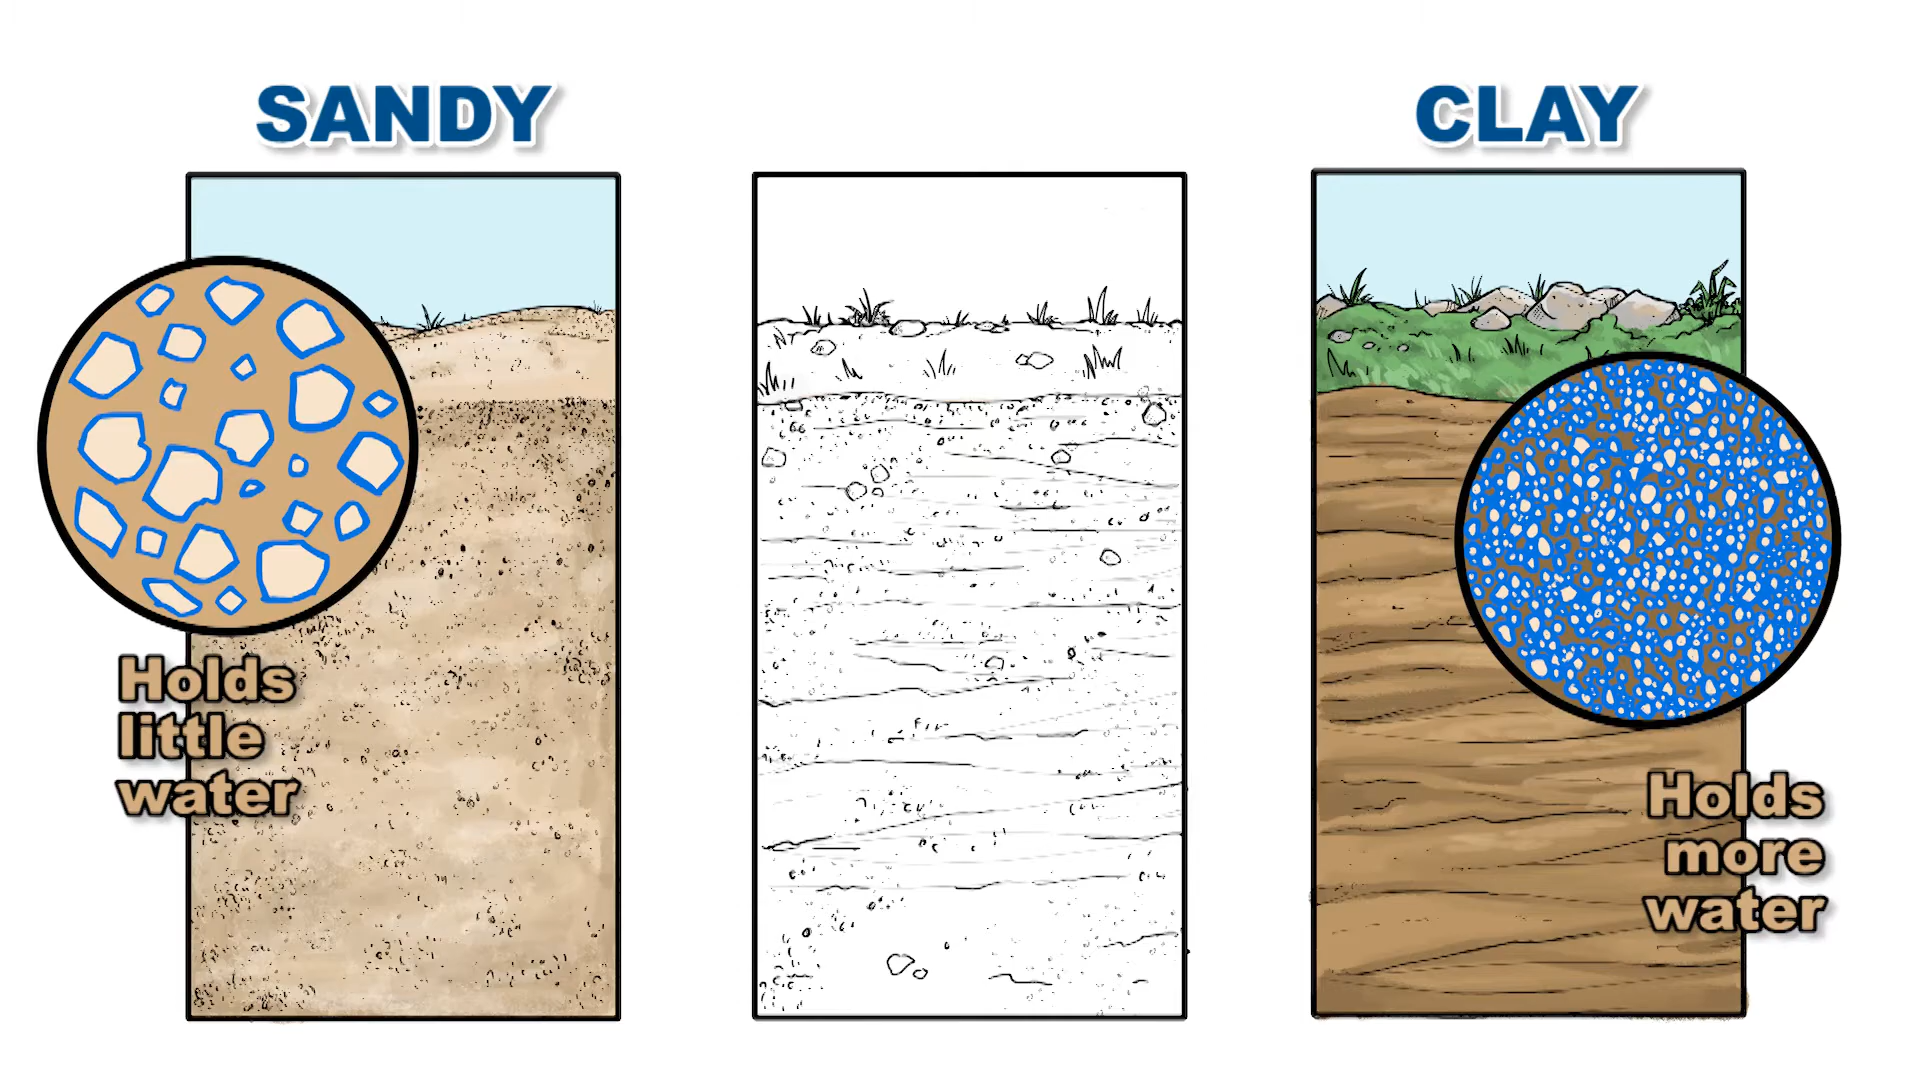 SANDY
CLAY
Holds
little
water
Holds
more
water